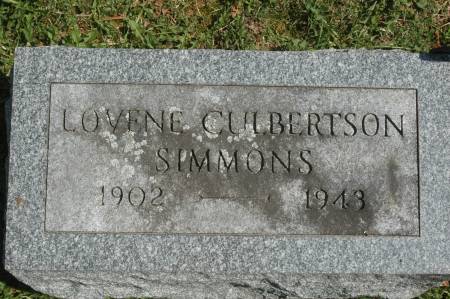 LOVENE CULBERTSON
SIMMONS
1902 — 1943